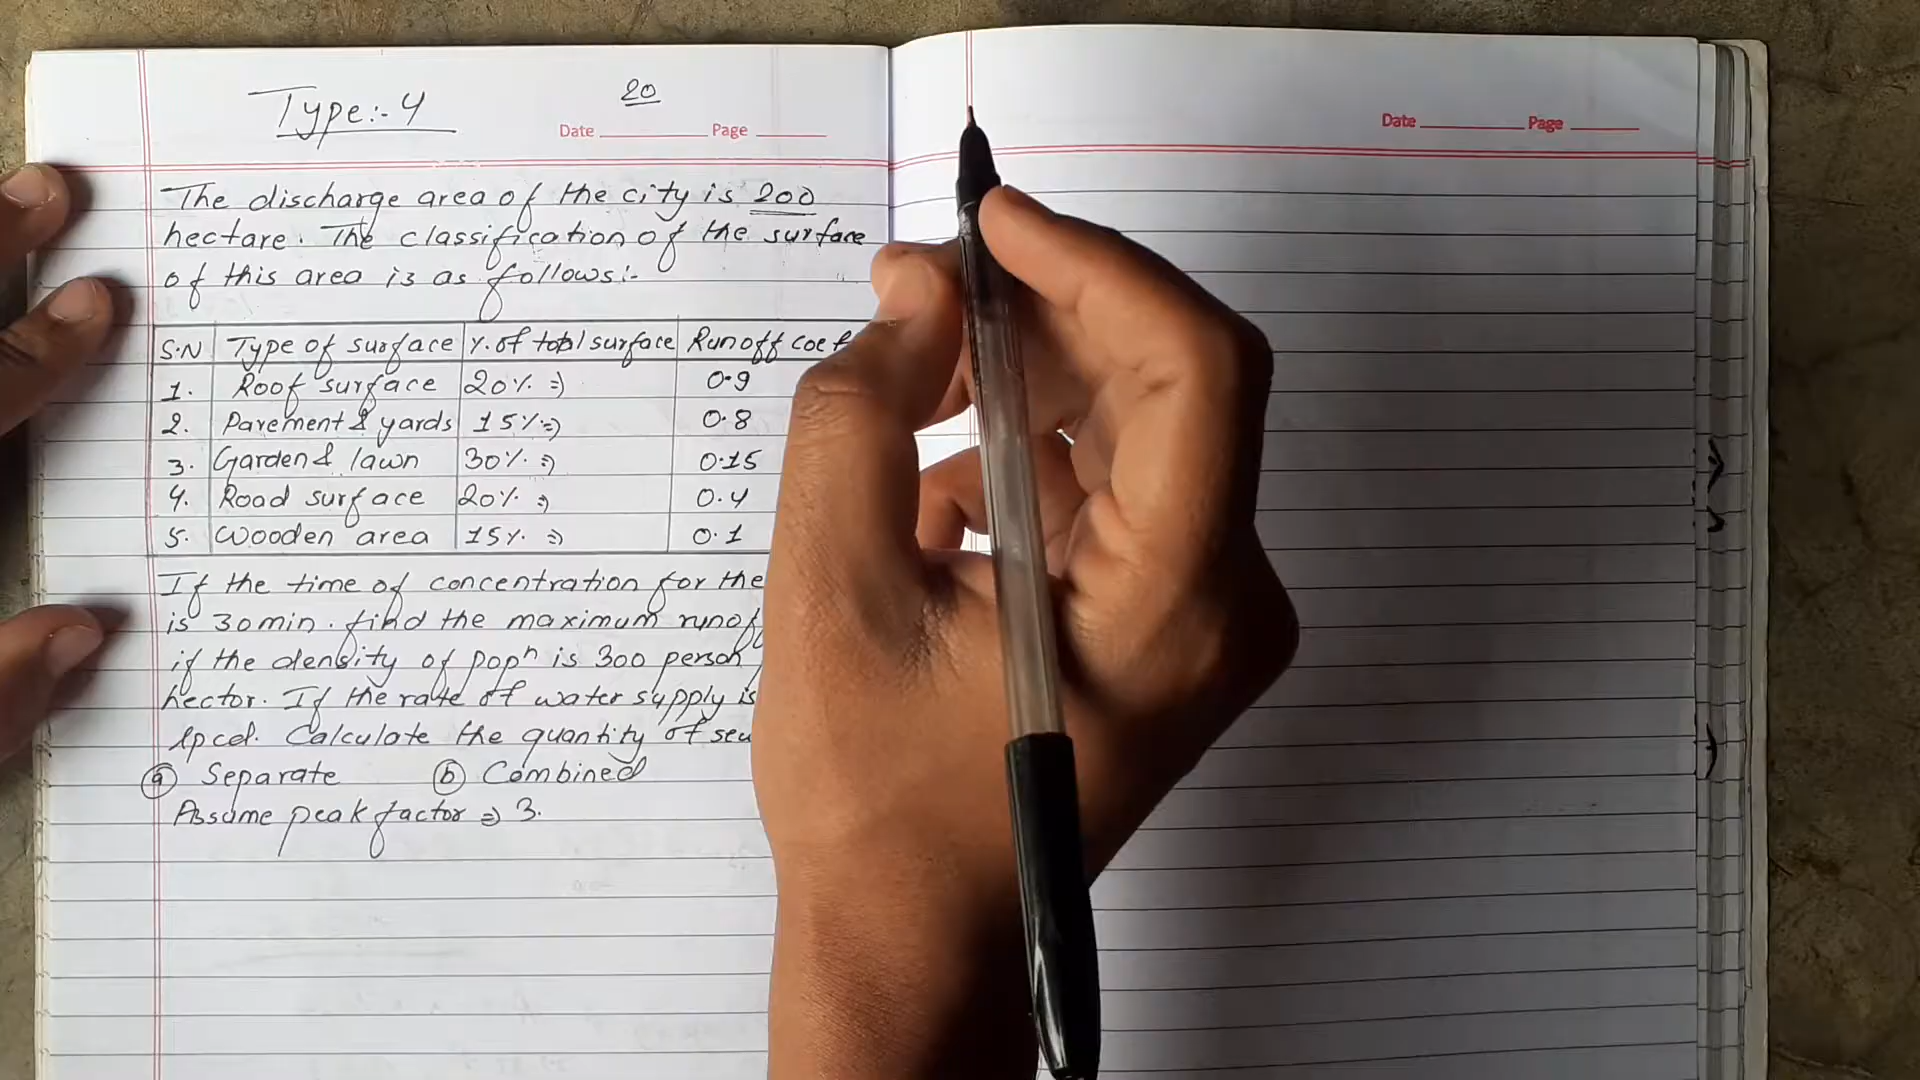 Type:- 4
20
Date Page
Date Page
The discharge area of the city is 200
hectare. The classification of the surface
of this area is as follows:-
S.N Type of surface %. of total surface Runoff coef
1. Roof surface 20%. => 0.9
2. Pavement & yards 15% => 0.8
3. Garden & lawn 30%. => 0.15
4. Road surface 20%. => 0.4
5. Wooden area 15%. => 0.1
If the time of concentration for the
is 30min. find the maximum runof
if the density of popn is 300 person
hector. If the rate of water supply is
lpcd. Calculate the quantity of sew
(a) Separate (b) Combined
Assume peak factor => 3.